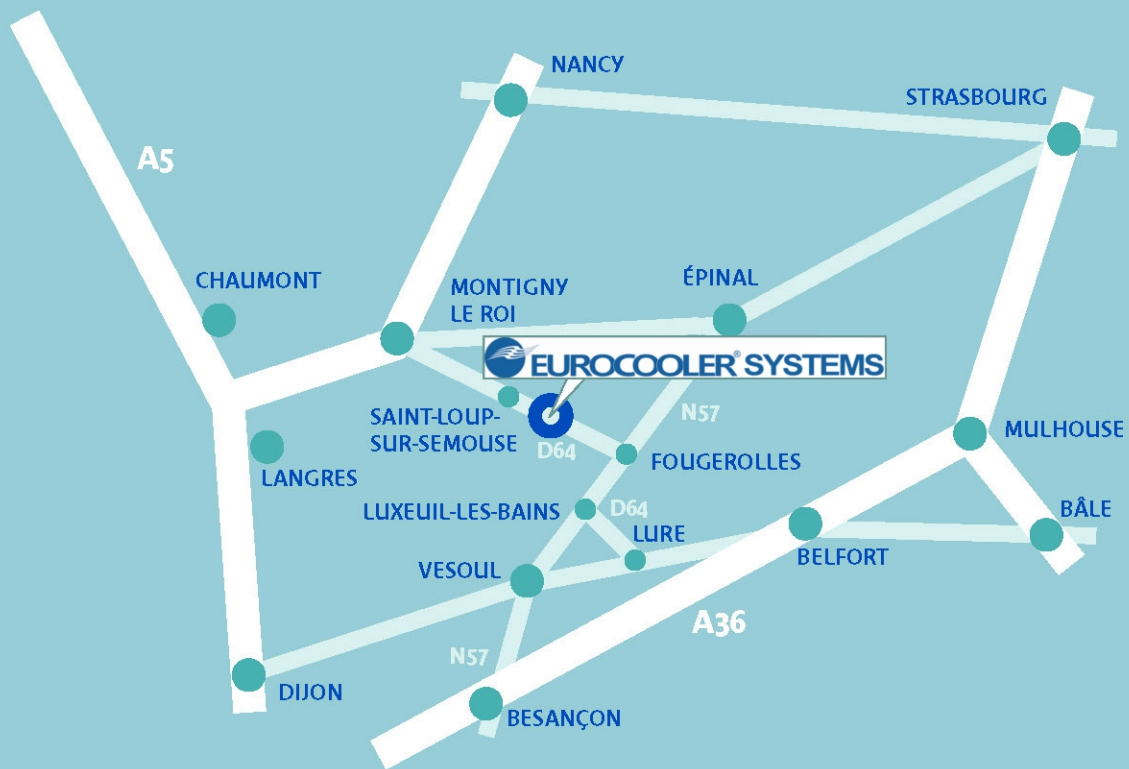 NANCY
STRASBOURG
A5
CHAUMONT
MONTIGNY
LE ROI
ÉPINAL
EUROCOOLER® SYSTEMS
N57
SAINT-LOUP-
SUR-SEMOUSE
D64
MULHOUSE
FOUGEROLLES
LANGRES
LUXEUIL-LES-BAINS
D64
BÂLE
LURE
BELFORT
VESOUL
A36
N57
DIJON
BESANÇON